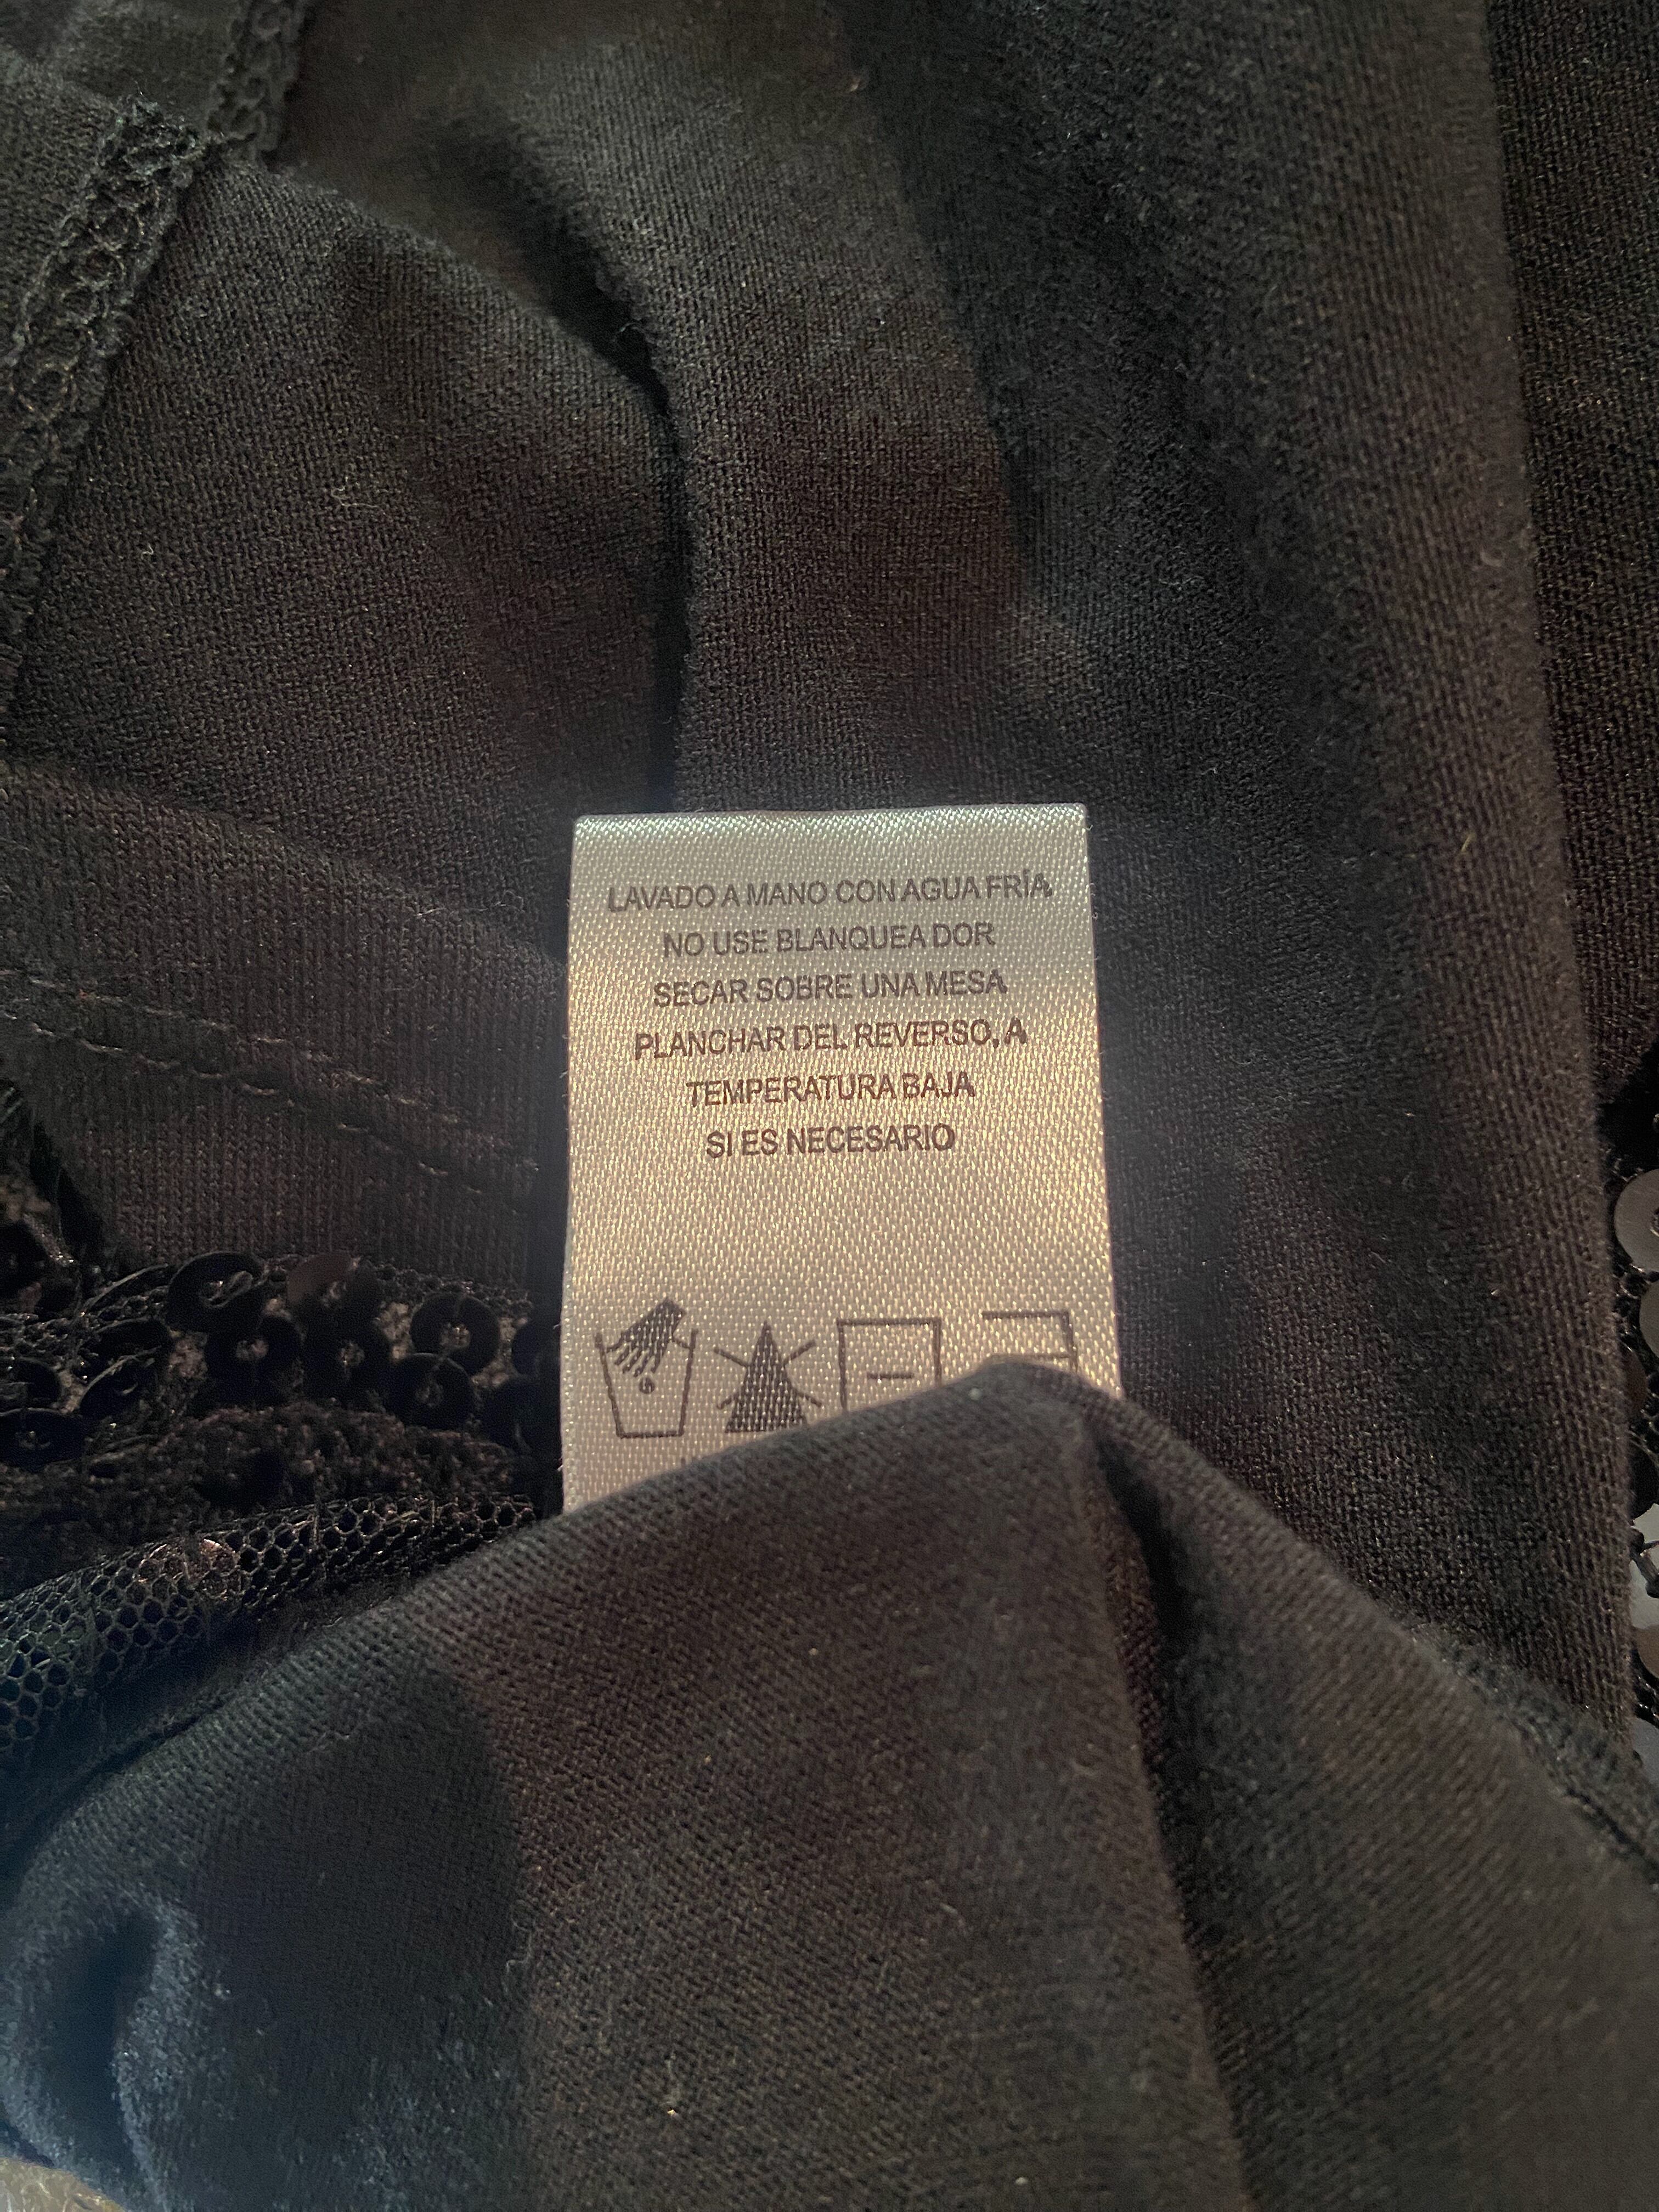 LAVADO A MANO CON AGUA FRÍA
NO USE BLANQUEA DOR
SECAR SOBRE UNA MESA
PLANCHAR DEL REVERSO, A
TEMPERATURA BAJA
SI ES NECESARIO